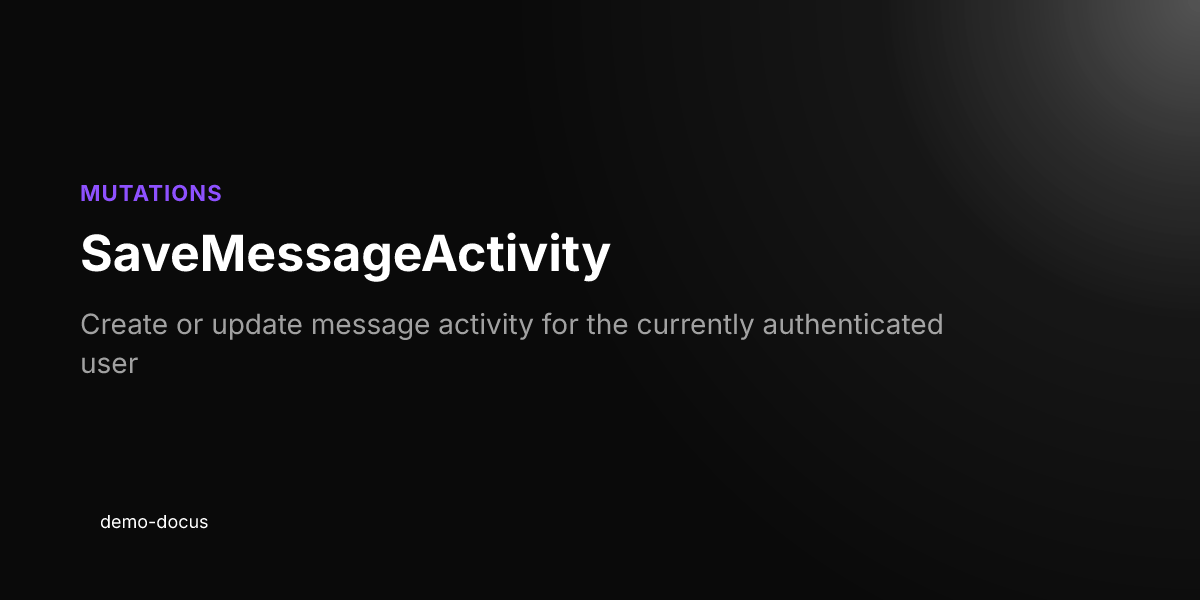 MUTATIONS
SaveMessageActivity
Create or update message activity for the currently authenticated
user
demo-docus